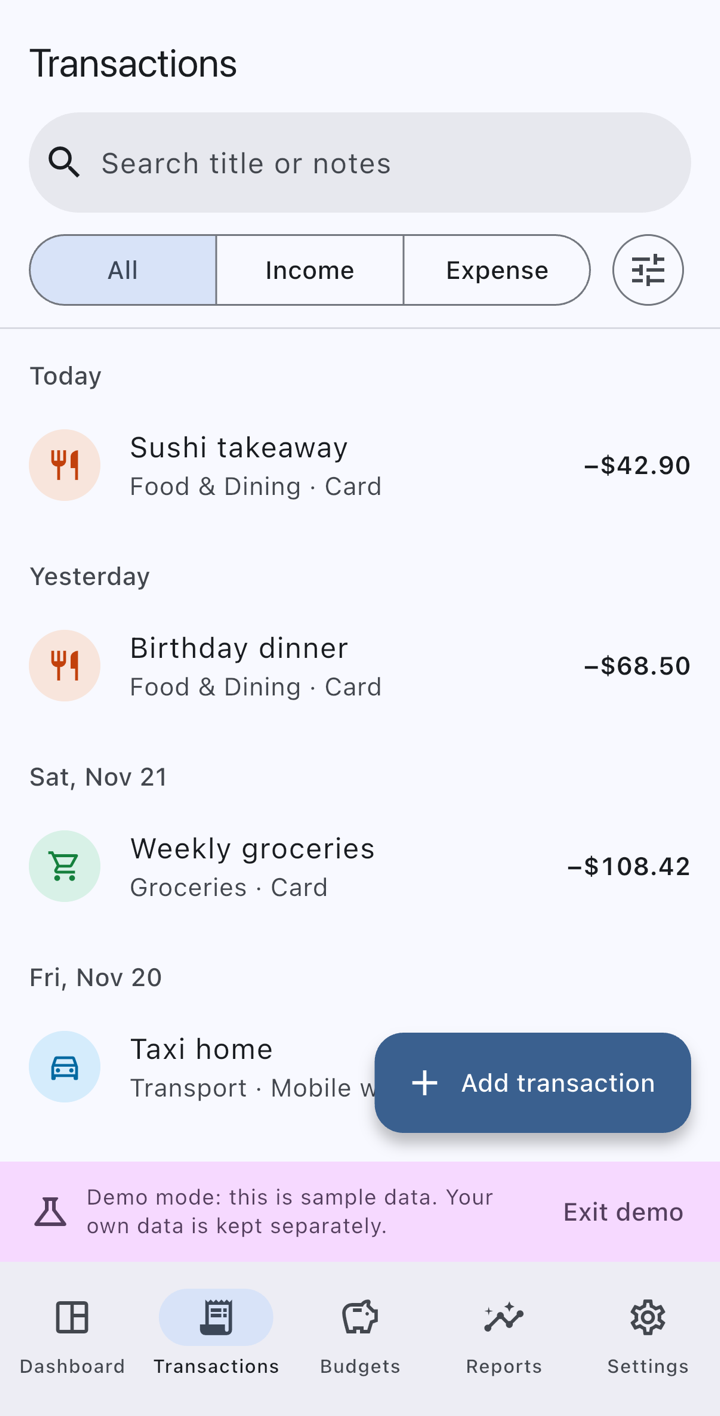 Transactions
Search title or notes
All Income Expense
Today
Sushi takeaway
Food & Dining · Card
–$42.90
Yesterday
Birthday dinner
Food & Dining · Card
–$68.50
Sat, Nov 21
Weekly groceries
Groceries · Card
–$108.42
Fri, Nov 20
Taxi home
Transport · Mobile
Add transaction
Demo mode: this is sample data. Your
own data is kept separately.
Exit demo
Dashboard Transactions Budgets Reports Settings